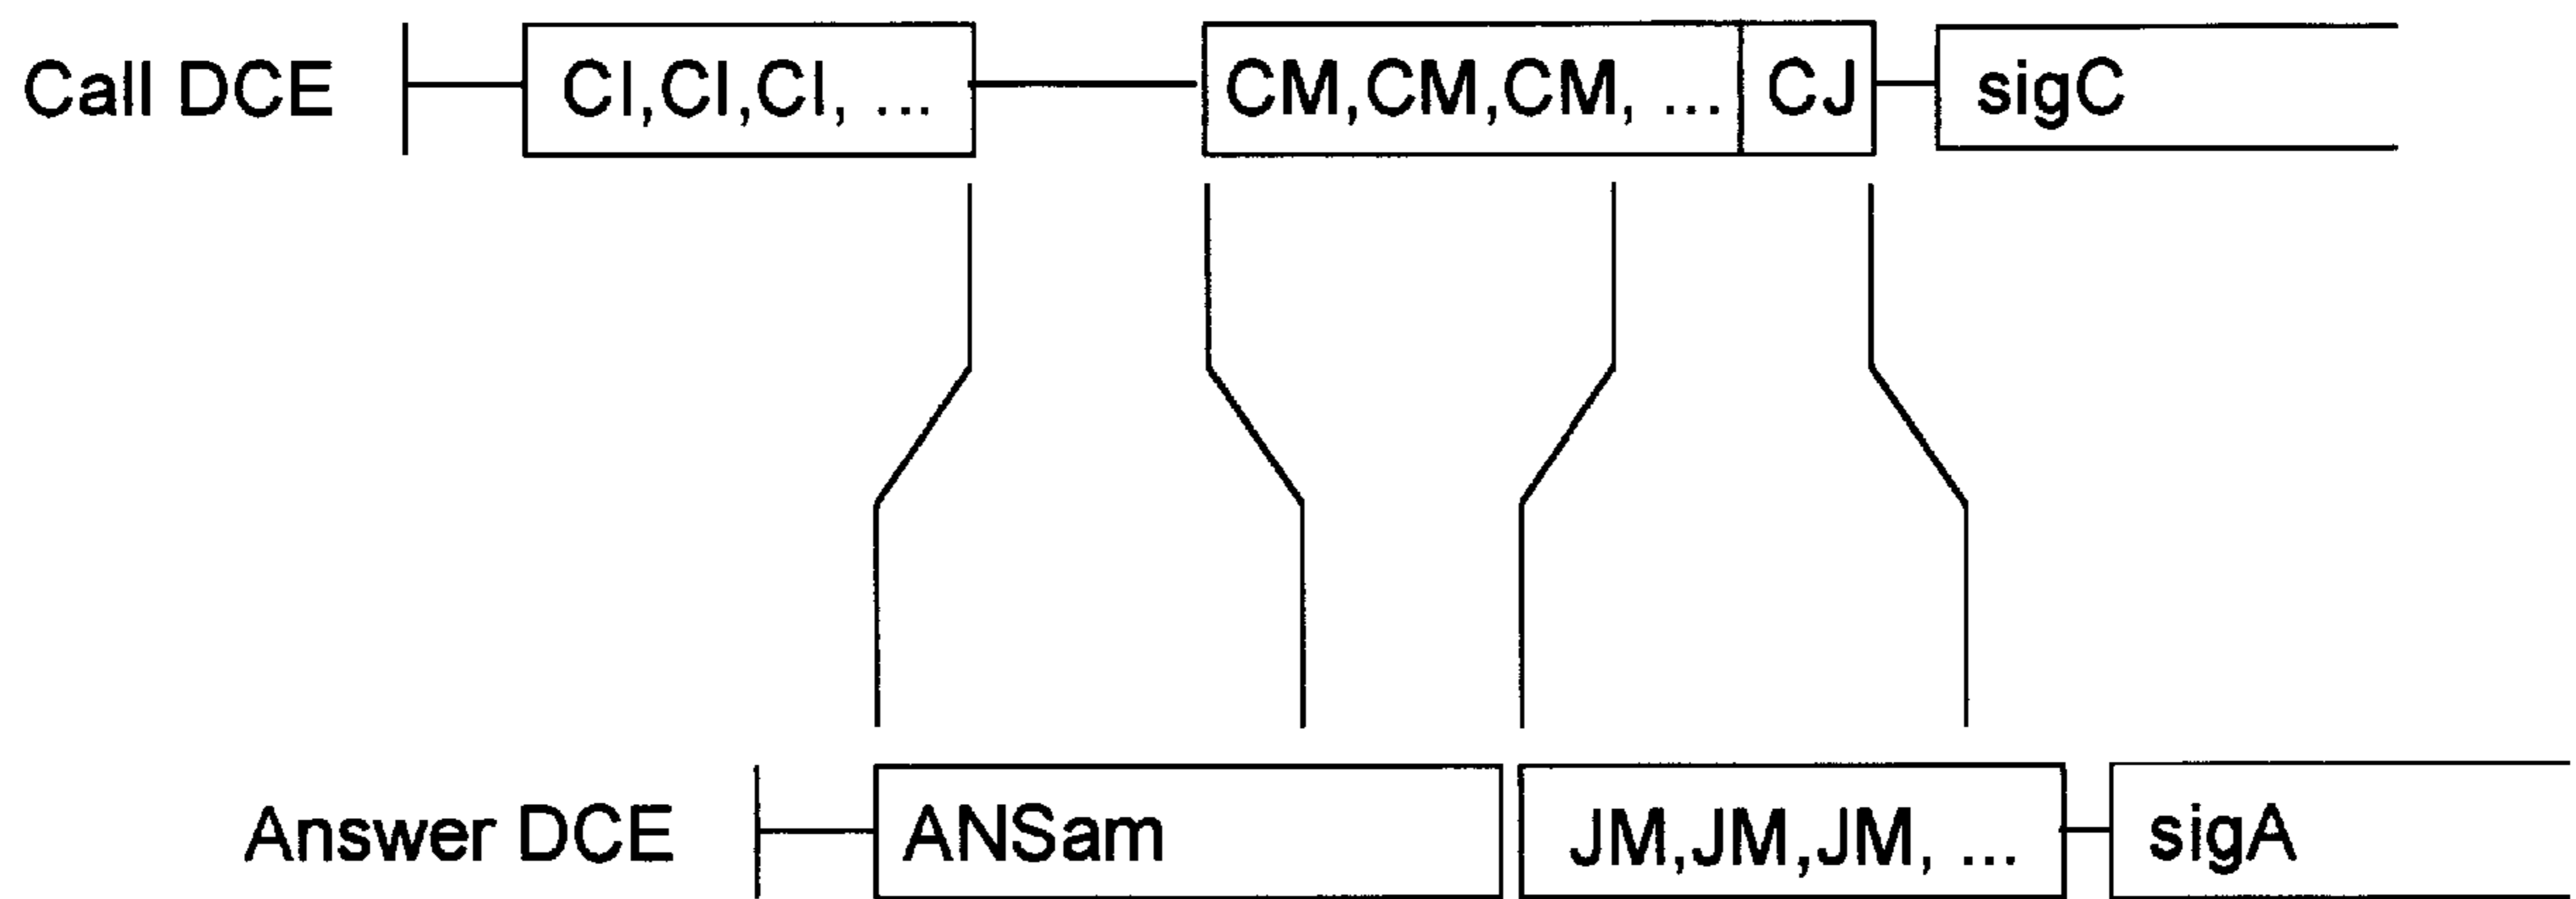 Call DCE CI,CI,CI, ... CM,CM,CM, ... CJ sigC
Answer DCE ANSam JM,JM,JM, ... sigA